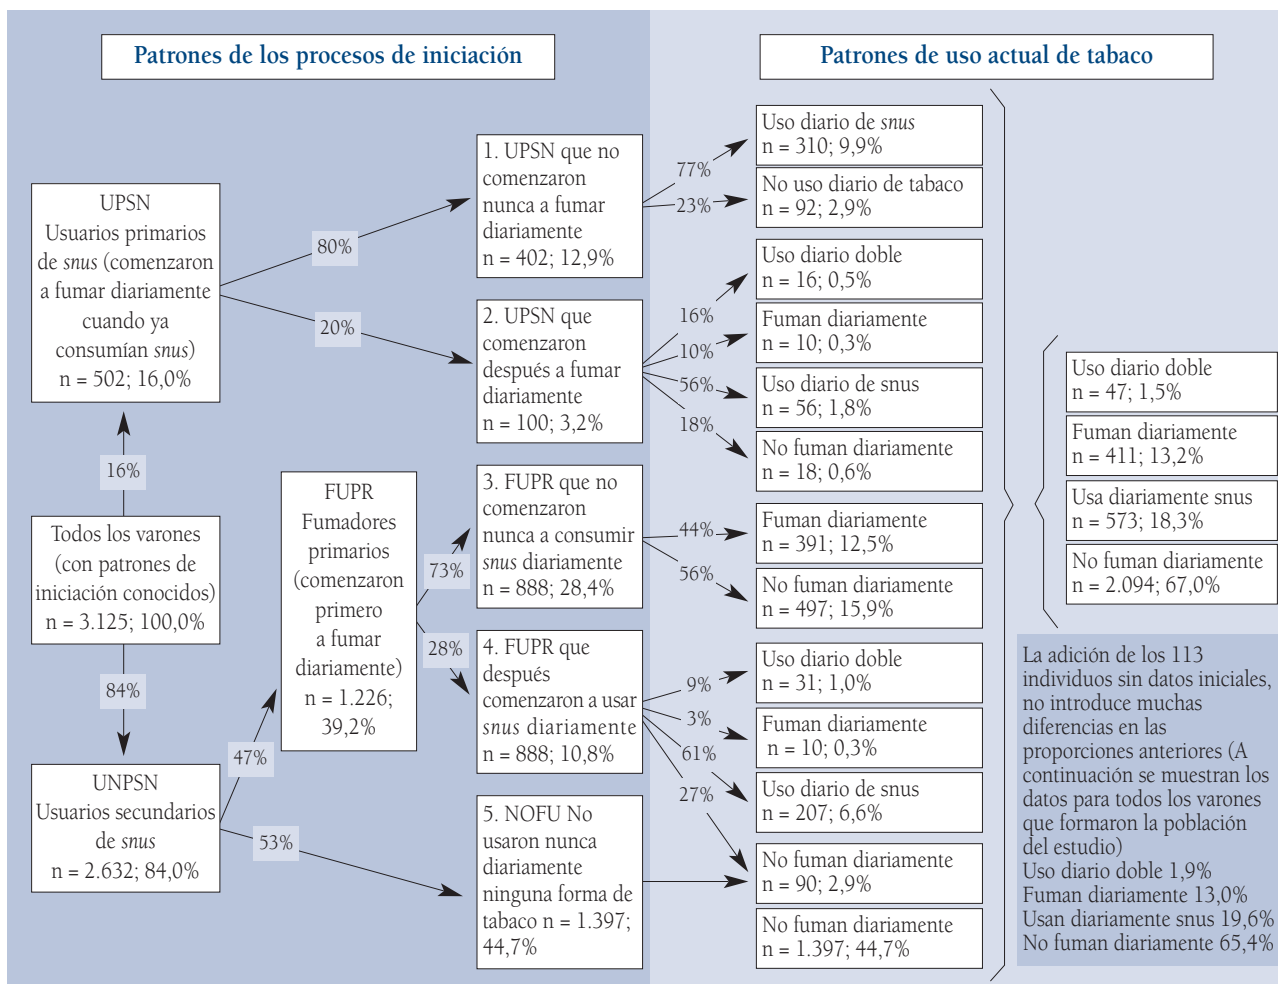 Patrones de los procesos de iniciación
Patrones de uso actual de tabaco
UPSN
Usuarios primarios
de snus (comenzaron
a fumar diariamente
cuando ya
consumían snus)
n = 502; 16,0%
16%
Todos los varones
(con patrones de
iniciación conocidos)
n = 3.125; 100,0%
84%
UNPSN
Usuarios secundarios
de snus
n = 2.632; 84,0%
80%
20%
47%
53%
FUPR
Fumadores
primarios
(comenzaron
primero
a fumar
diariamente)
n = 1.226;
39,2%
73%
28%
1. UPSN que no
comenzaron
nunca a fumar
diariamente
n = 402; 12,9%
2. UPSN que
comenzaron
después a fumar
diariamente
n = 100; 3,2%
3. FUPR que no
comenzaron
nunca a consumir
snus diariamente
n = 888; 28,4%
4. FUPR que
después
comenzaron a usar
snus diariamente
n = 888; 10,8%
5. NOFU No
usaron nunca
diariamente
ninguna forma de
tabaco n = 1.397;
44,7%
77%
23%
16%
10%
56%
18%
44%
56%
9%
3%
61%
27%
Uso diario de snus
n = 310; 9,9%
No uso diario de tabaco
n = 92; 2,9%
Uso diario doble
n = 16; 0,5%
Fuman diariamente
n = 10; 0,3%
Uso diario de snus
n = 56; 1,8%
No fuman diariamente
n = 18; 0,6%
Fuman diariamente
n = 391; 12,5%
No fuman diariamente
n = 497; 15,9%
Uso diario doble
n = 31; 1,0%
Fuman diariamente
n = 10; 0,3%
Uso diario de snus
n = 207; 6,6%
No fuman diariamente
n = 90; 2,9%
No fuman diariamente
n = 1.397; 44,7%
Uso diario doble
n = 47; 1,5%
Fuman diariamente
n = 411; 13,2%
Usa diariamente snus
n = 573; 18,3%
No fuman diariamente
n = 2.094; 67,0%
La adición de los 113
individuos sin datos iniciales,
no introduce muchas
diferencias en las
proporciones anteriores (A
continuación se muestran los
datos para todos los varones
que formaron la población
del estudio)
Uso diario doble 1,9%
Fuman diariamente 13,0%
Usan diariamente snus 19,6%
No fuman diariamente 65,4%